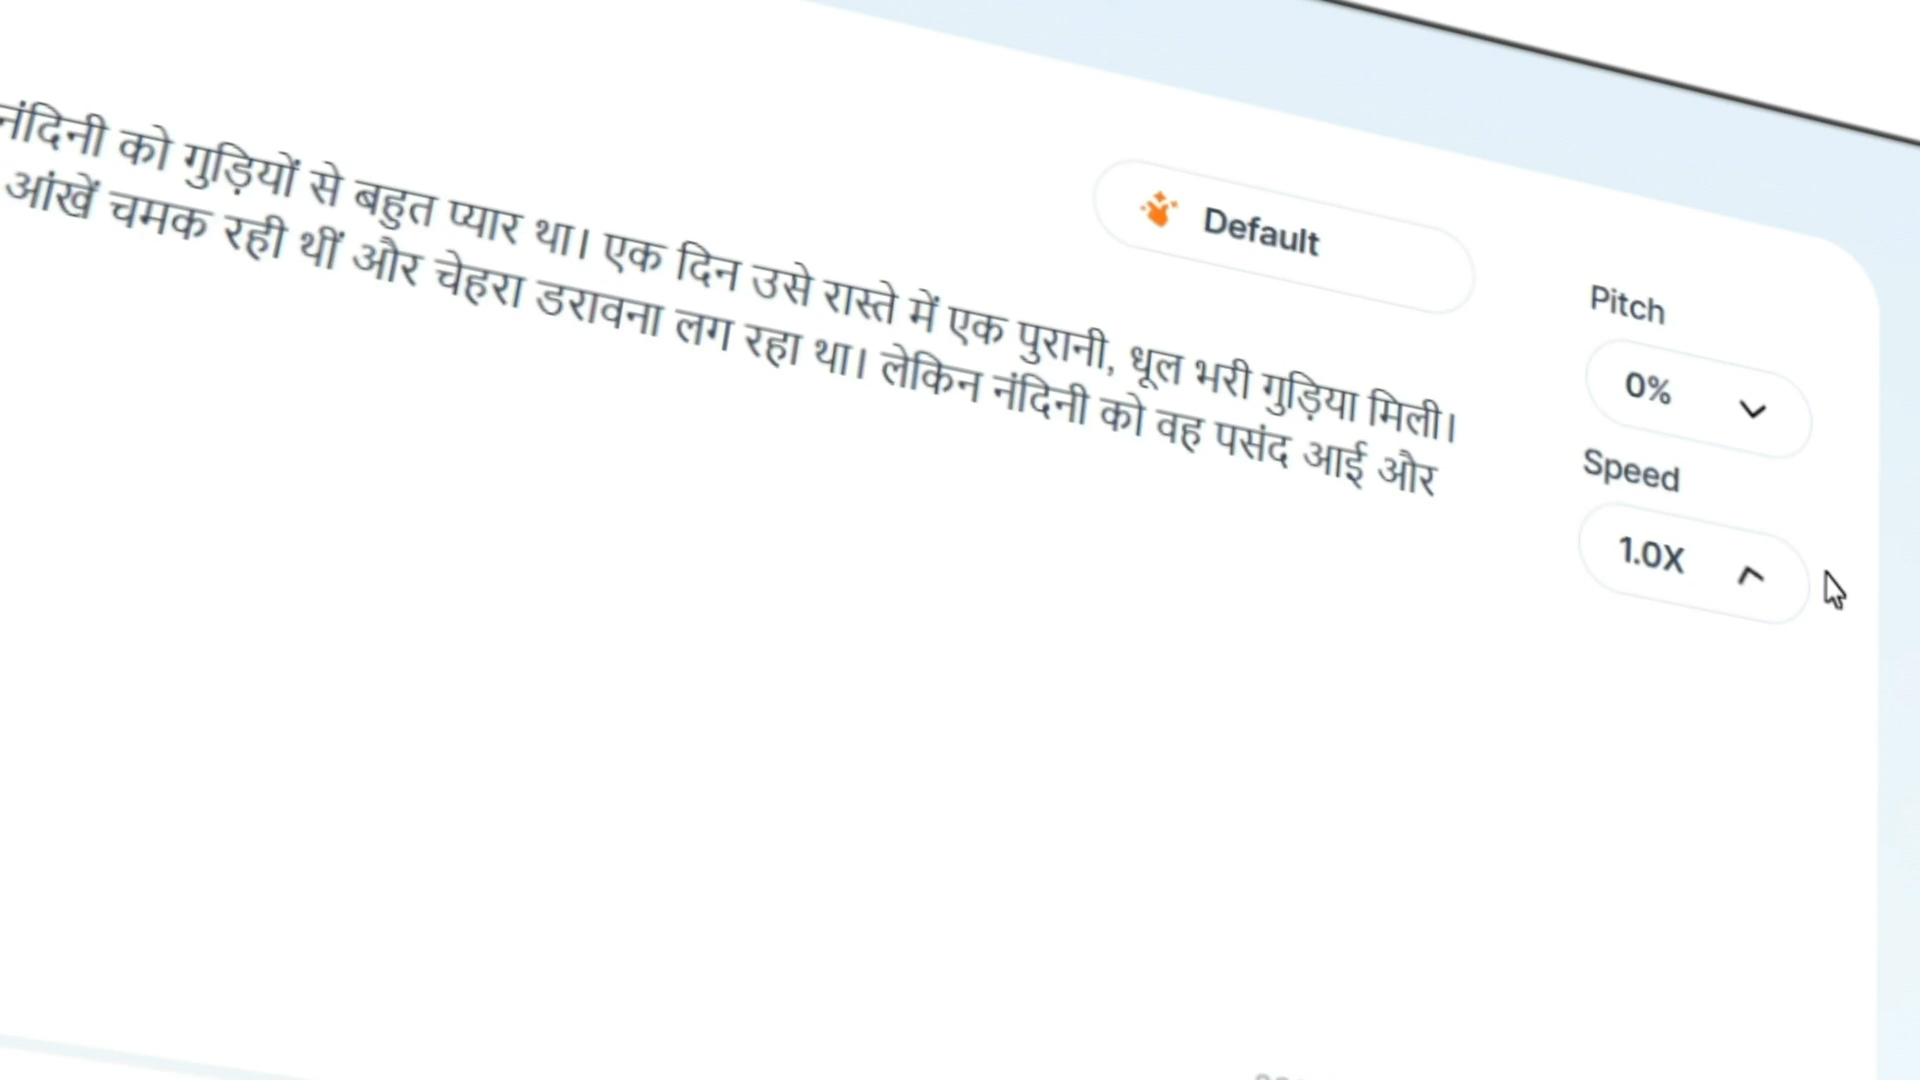 नंदिनी को गुड़ियों से बहुत प्यार था। एक दिन उसे रास्ते में एक पुरानी, धूल भरी गुड़िया मिली।
आंखें चमक रही थीं और चेहरा डरावना लग रहा था। लेकिन नंदिनी को वह पसंद आई और
Default
Pitch
0%
Speed
1.0X